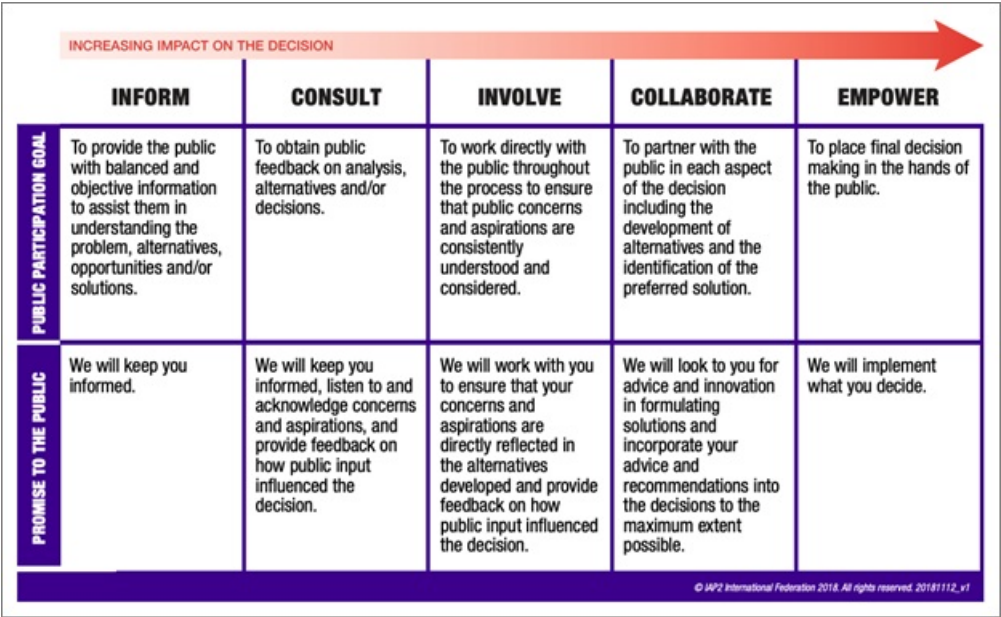 INCREASING IMPACT ON THE DECISION
INFORM
CONSULT
INVOLVE
COLLABORATE
EMPOWER
PUBLIC PARTICIPATION GOAL
To provide the public
with balanced and
objective information
to assist them in
understanding the
problem, alternatives,
opportunities and/or
solutions.
To obtain public
feedback on analysis,
alternatives and/or
decisions.
To work directly with
the public throughout
the process to ensure
that public concerns
and aspirations are
consistently
understood and
considered.
To partner with the
public in each aspect
of the decision
including the
development of
alternatives and the
identification of the
preferred solution.
To place final decision
making in the hands of
the public.
PROMISE TO THE PUBLIC
We will keep you
informed.
We will keep you
informed, listen to and
acknowledge concerns
and aspirations, and
provide feedback on
how public input
influenced the
decision.
We will work with you
to ensure that your
concerns and
aspirations are
directly reflected in
the alternatives
developed and provide
feedback on how
public input influenced
the decision.
We will look to you for
advice and innovation
in formulating
solutions and
incorporate your
advice and
recommendations into
the decisions to the
maximum extent
possible.
We will implement
what you decide.
© IAP2 International Federation 2018. All rights reserved. 20181112_v1